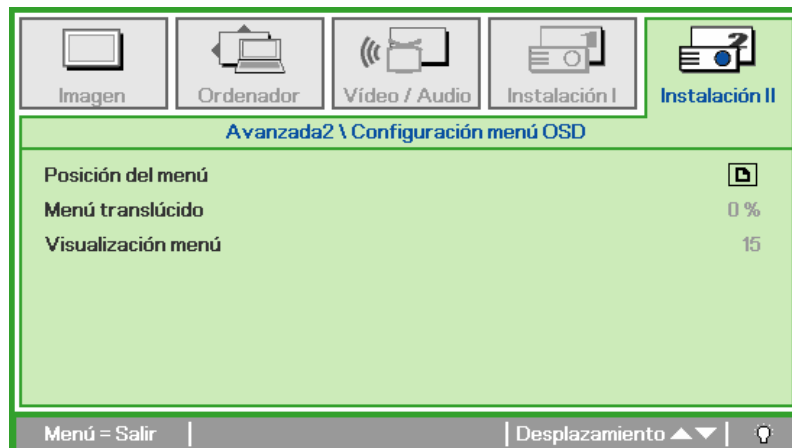 Imagen
Ordenador
Vídeo / Audio
Instalación I
2
Instalación II
Avanzada2 \ Configuración menú OSD
Posición del menú
Menú translúcido 0 %
Visualización menú 15
Menú = Salir Desplazamiento ▲▼